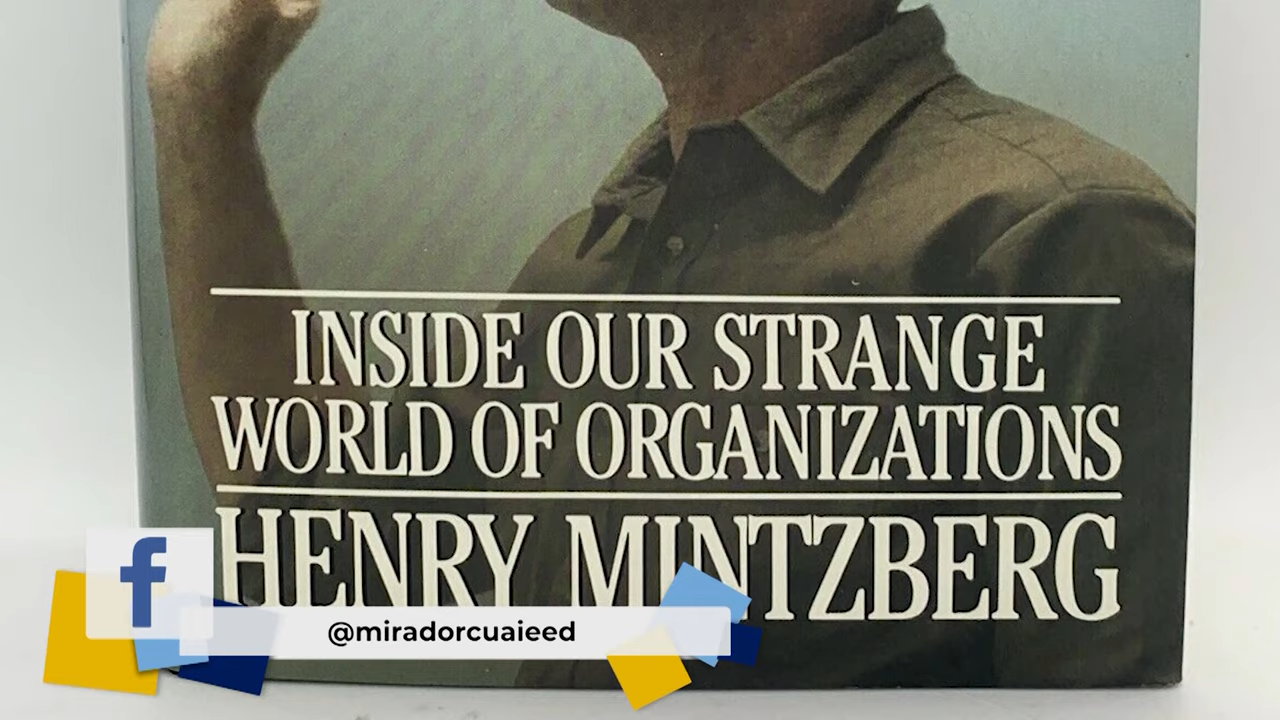 INSIDE OUR STRANGE
WORLD OF ORGANIZATIONS
HENRY MINTZBERG
@miradorcuaieed